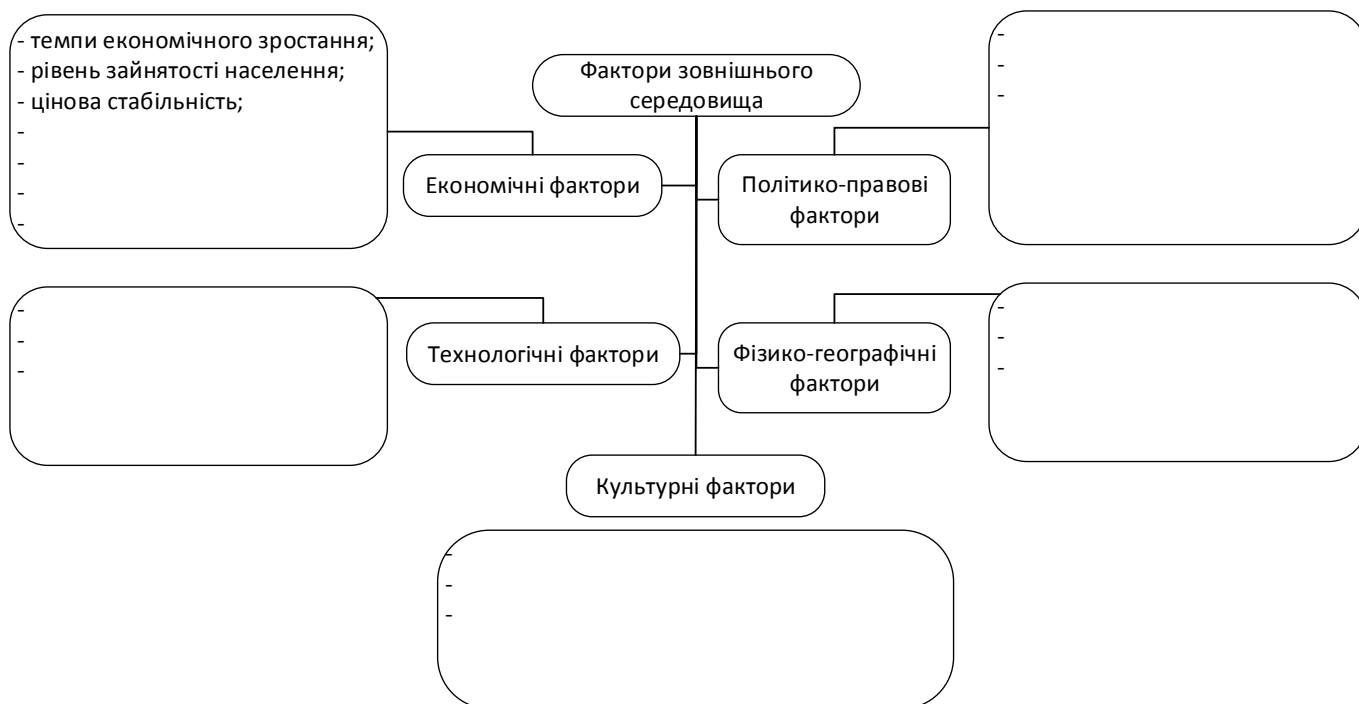 - темпи економічного зростання;
- рівень зайнятості населення;
- цінова стабільність;
-
-
-
-
Фактори зовнішнього
середовища
-
-
-
Економічні фактори
Політико-правові
фактори
-
-
-
Технологічні фактори
Фізико-географічні
фактори
-
-
-
Культурні фактори
-
-
-